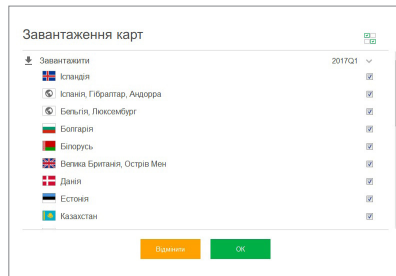 Завантаження карт
Завантажити 2017Q1
Ісландія
Іспанія, Гібралтар, Андорра
Бельгія, Люксембург
Болгарія
Білорусь
Велика Британія, Острів Мен
Данія
Естонія
Казахстан
Відмінити OK